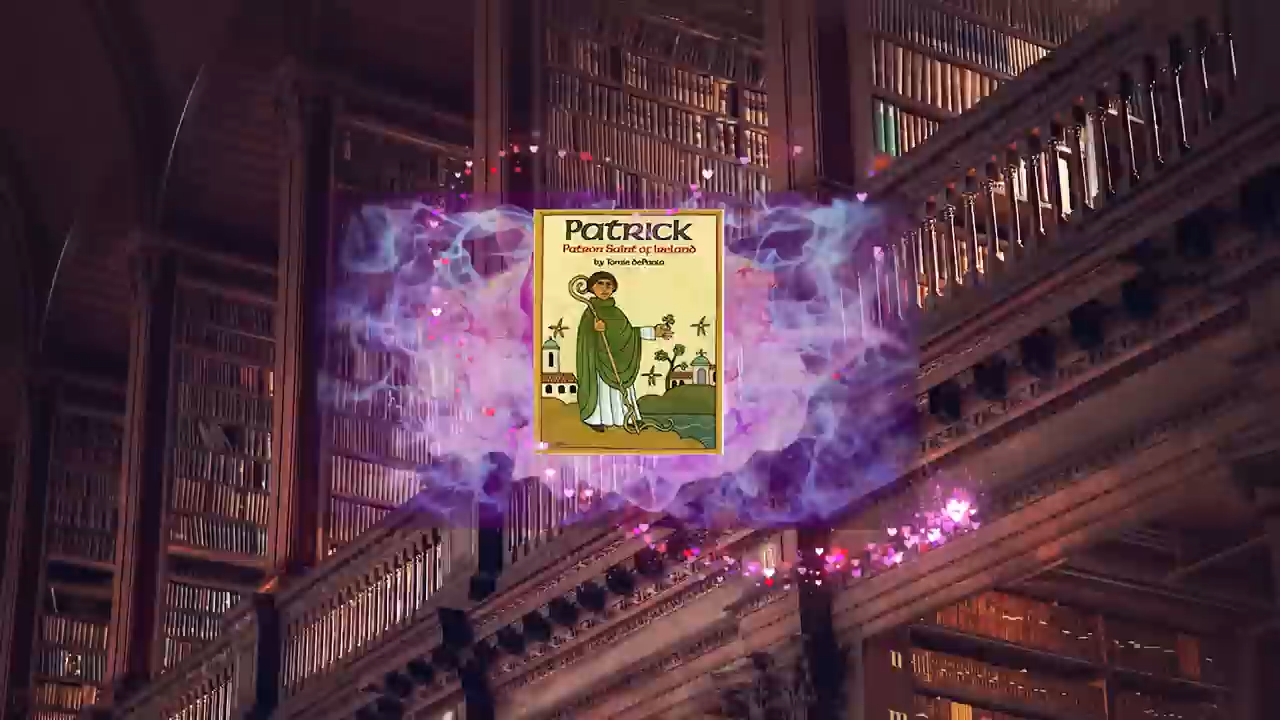 Patrick
Patron Saint of Ireland
by Tomie dePaola
u
m